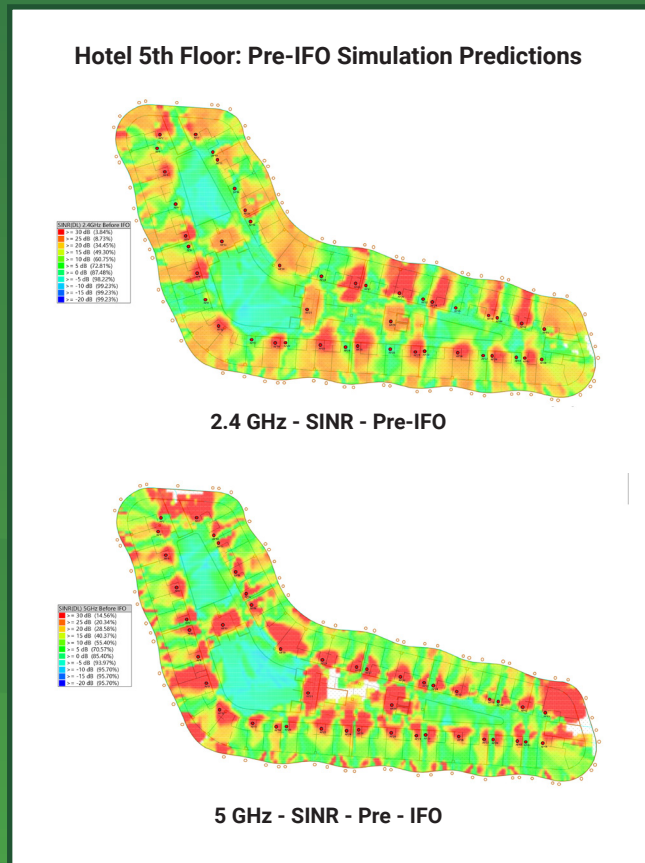 Hotel 5th Floor: Pre-IFO Simulation Predictions
SINR(DL) 2.4GHz Before IFO
>= 30 dB (3.84%)
>= 25 dB (8.73%)
>= 20 dB (34.45%)
>= 15 dB (49.30%)
>= 10 dB (60.75%)
>= 5 dB (72.81%)
>= 0 dB (87.48%)
>= -5 dB (98.22%)
>= -10 dB (99.23%)
>= -15 dB (99.23%)
>= -20 dB (99.23%)
2.4 GHz - SINR - Pre-IFO
SINR(DL) 5GHz Before IFO
>= 30 dB (14.56%)
>= 25 dB (20.34%)
>= 20 dB (28.58%)
>= 15 dB (40.37%)
>= 10 dB (55.40%)
>= 5 dB (70.57%)
>= 0 dB (85.40%)
>= -5 dB (93.97%)
>= -10 dB (95.70%)
>= -15 dB (95.70%)
>= -20 dB (95.70%)
5 GHz - SINR - Pre - IFO